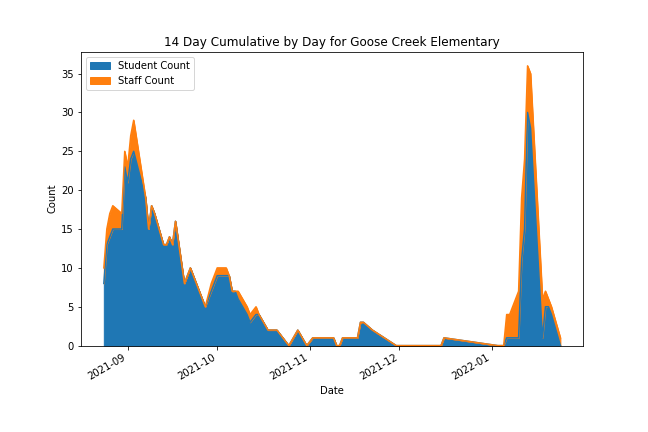 14 Day Cumulative by Day for Goose Creek Elementary
Student Count
Staff Count
35
30
25
20
15
10
5
0
Count
2021-09
2021-10
2021-11
2021-12
2022-01
Date